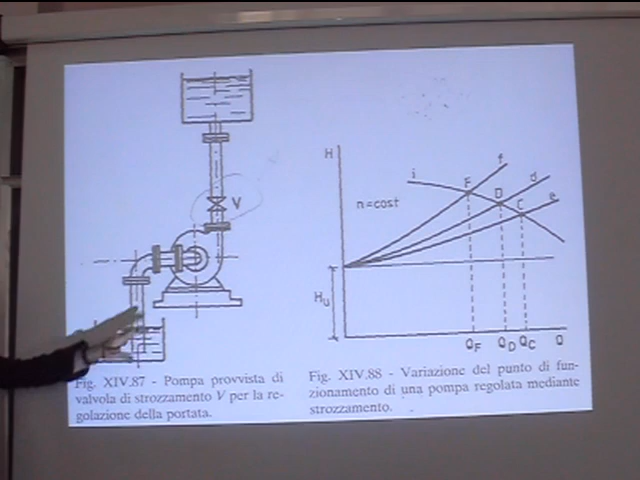 V
H
i
n=cost
F
f
D
d
C
e
Hu
QF
QD
QC
Q
Fig. XIV.87 - Pompa provvista di
valvola di strozzamento V per la re-
golazione della portata.
Fig. XIV.88 - Variazione del punto di fun-
zionamento di una pompa regolata mediante
strozzamento.